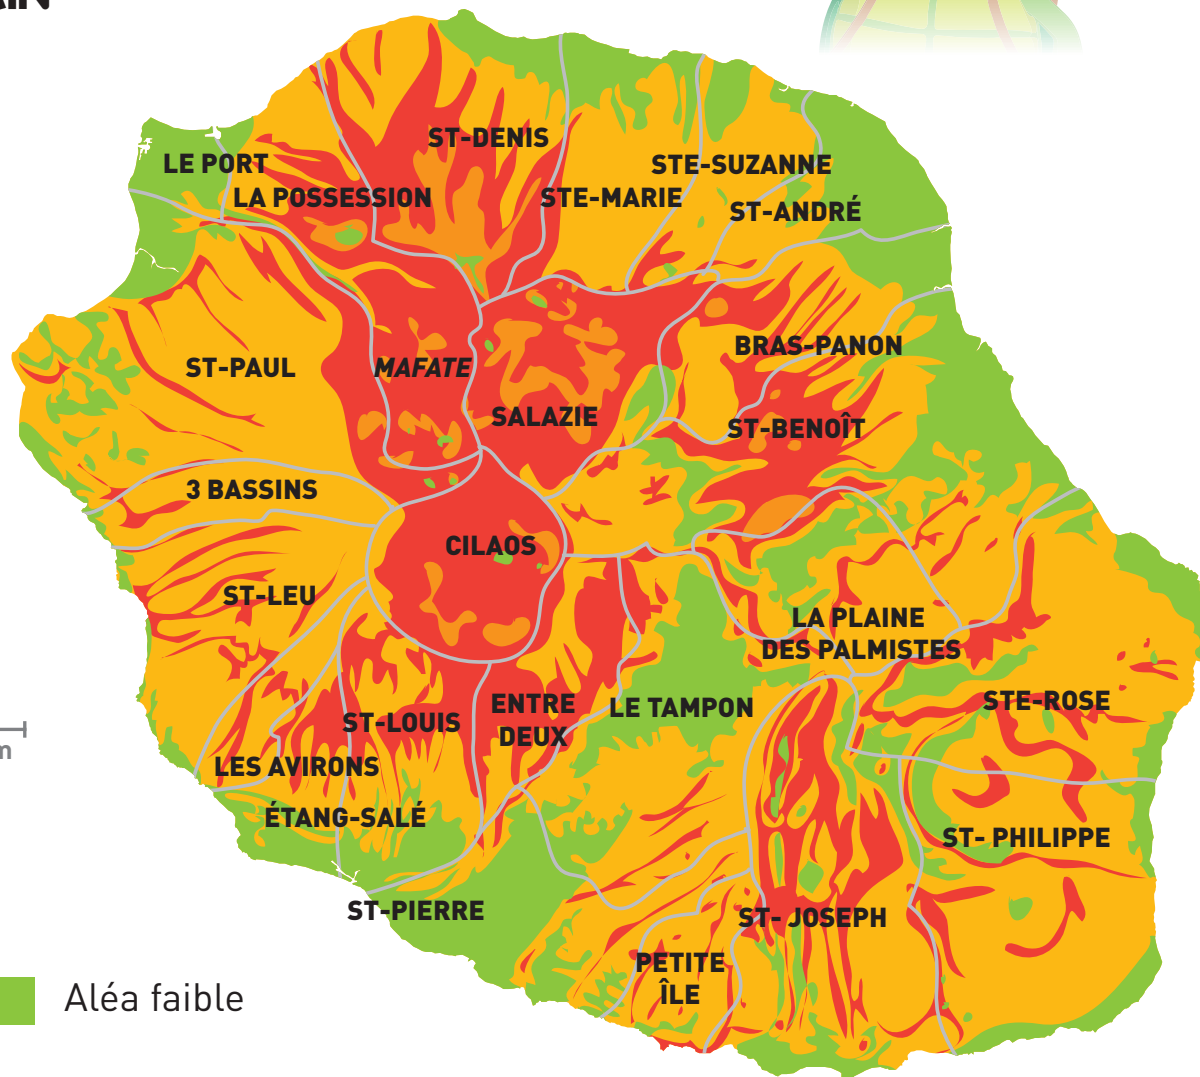 ST-DENIS
LE PORT
STE-SUZANNE
LA POSSESSION
STE-MARIE
ST-ANDRÉ
BRAS-PANON
ST-PAUL
MAFATE
SALAZIE
ST-BENOÎT
3 BASSINS
CILAOS
ST-LEU
LA PLAINE
DES PALMISTES
ENTRE
DEUX
LE TAMPON
STE-ROSE
ST-LOUIS
LES AVIRONS
ÉTANG-SALÉ
ST- PHILIPPE
ST-PIERRE
ST- JOSEPH
PETITE
ÎLE
Aléa faible